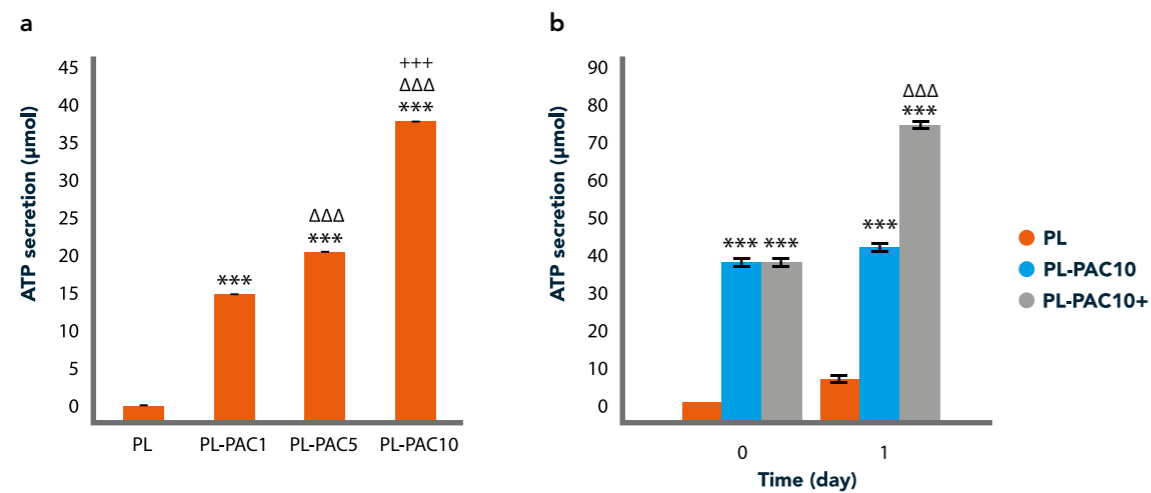 a
ATP secretion (µmol)
45
40
35
30
25
20
15
10
5
0
***
ΔΔΔ
***
+++
ΔΔΔ
***
PL
PL-PAC1
PL-PAC5
PL-PAC10
b
ATP secretion (µmol)
90
80
70
60
50
40
30
20
10
0
*** ***
***
ΔΔΔ
***
0
1
Time (day)
PL
PL-PAC10
PL-PAC10+